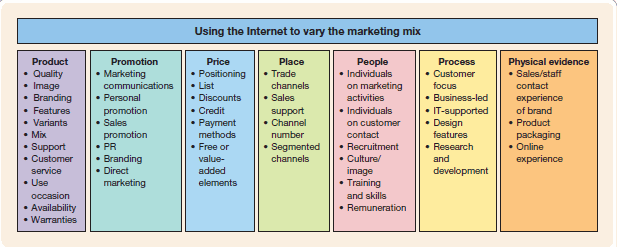 Using the Internet to vary the marketing mix
Product
• Quality
• Image
• Branding
• Features
• Variants
• Mix
• Support
• Customer
service
• Use
occasion
• Availability
• Warranties
Promotion
• Marketing
communications
• Personal
promotion
• Sales
promotion
• PR
• Branding
• Direct
marketing
Price
• Positioning
• List
• Discounts
• Credit
• Payment
methods
• Free or
value-
added
elements
Place
• Trade
channels
• Sales
support
• Channel
number
• Segmented
channels
People
• Individuals
on marketing
activities
• Individuals
on customer
contact
• Recruitment
• Culture/
image
• Training
and skills
• Remuneration
Process
• Customer
focus
• Business-led
• IT-supported
• Design
features
• Research
and
development
Physical evidence
• Sales/staff
contact
experience
of brand
• Product
packaging
• Online
experience